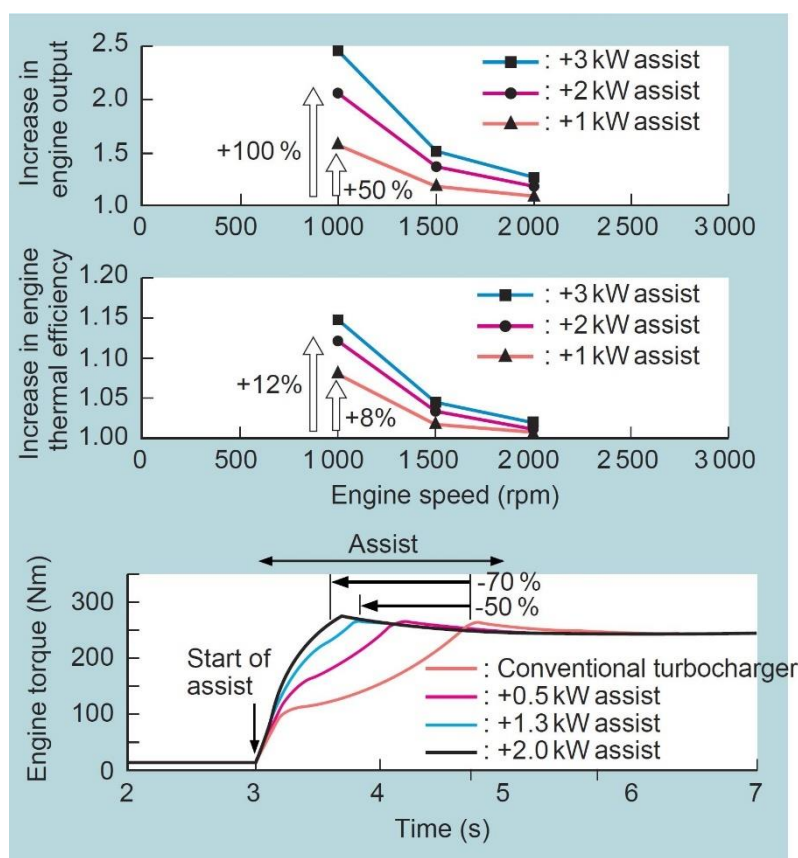 Increase in
engine output
2.5
2.0
1.5
1.0
: +3 kW assist
: +2 kW assist
: +1 kW assist
+100 %
+50 %
0
500
1 000
1 500
2 000
2 500
3 000
Increase in engine
thermal efficiency
1.20
1.15
1.10
1.05
1.00
: +3 kW assist
: +2 kW assist
: +1 kW assist
+12%
+8%
0
500
1 000
1 500
2 000
2 500
3 000
Engine speed (rpm)
Assist
-70 %
-50 %
Engine torque (Nm)
300
200
100
0
Start of
assist
: Conventional turbocharger
: +0.5 kW assist
: +1.3 kW assist
: +2.0 kW assist
2
3
4
5
6
7
Time (s)